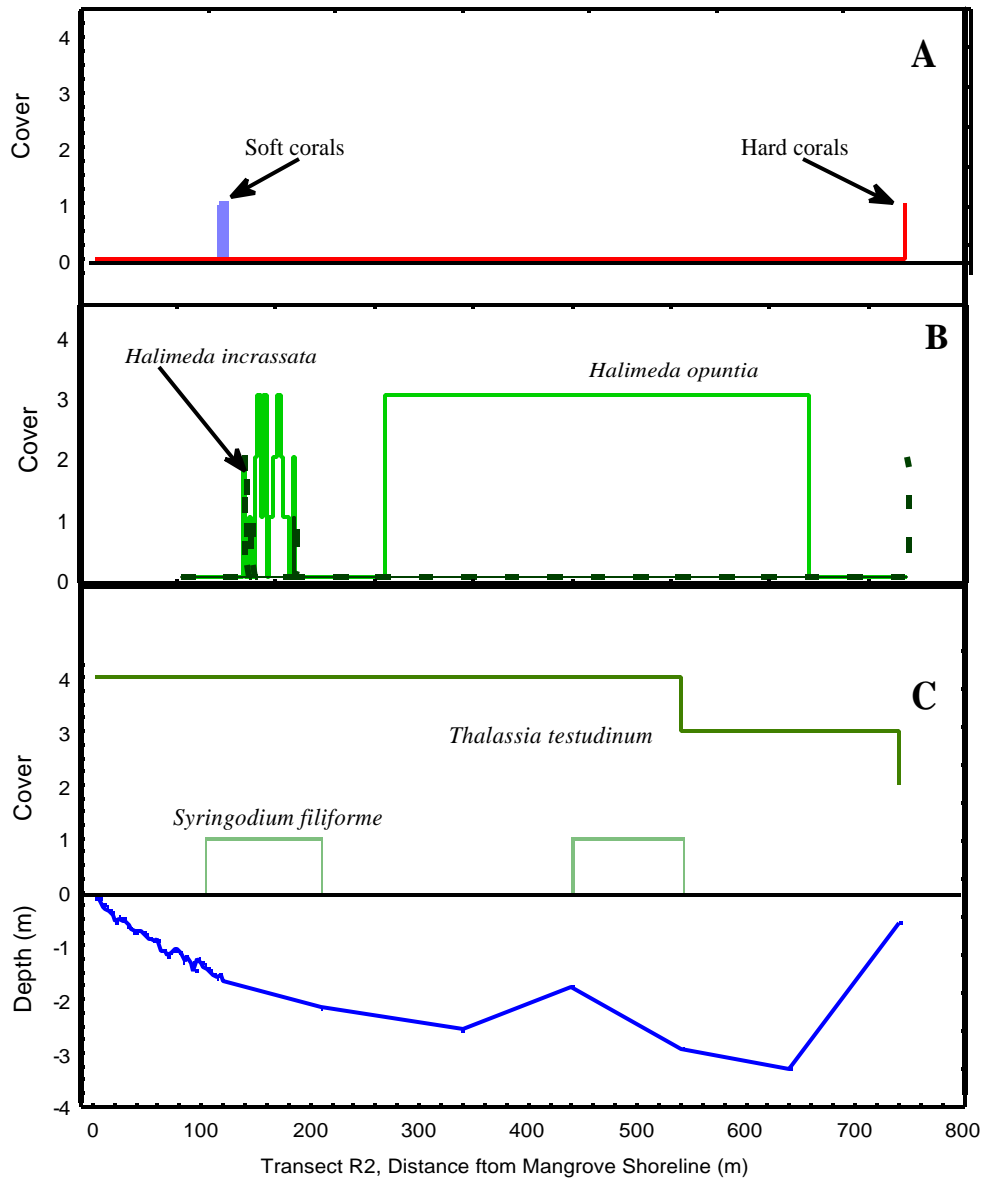 A
4
3
2
1
0
Cover
Soft corals
Hard corals
B
4
3
2
1
0
Cover
Halimeda incrassata
Halimeda opuntia
C
4
3
2
1
0
Cover
Thalassia testudinum
Syringodium filiforme
Depth (m)
-1
-2
-3
-4
0 100 200 300 400 500 600 700 800
Transect R2, Distance ftom Mangrove Shoreline (m)